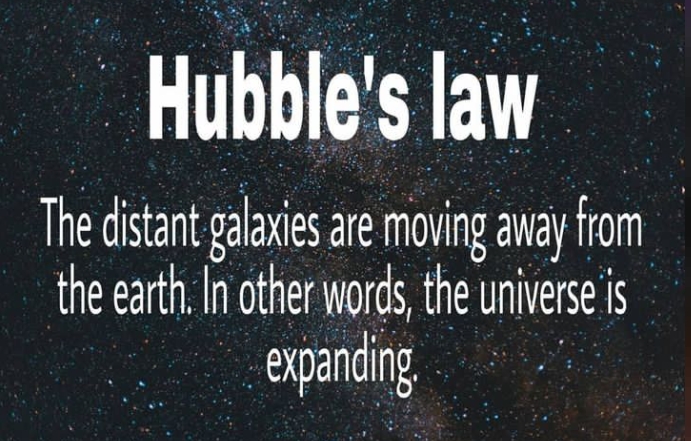 Hubble's law
The distant galaxies are moving away from
the earth. In other words, the universe is
expanding.